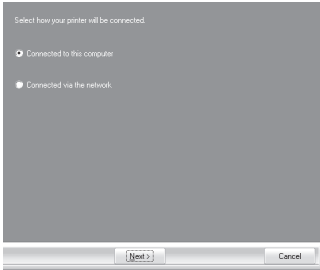 Select how your printer will be connected.
Connected to this computer
Connected via the network
Next >
Cancel